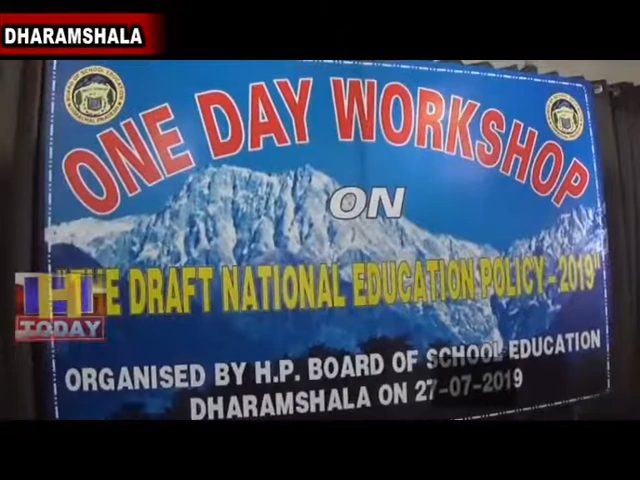 DHARAMSHALA
ONE DAY WORKSHOP
ON
"THE DRAFT NATIONAL EDUCATION POLICY - 2019"
ORGANISED BY H.P. BOARD OF SCHOOL EDUCATION
DHARAMSHALA ON 27-07-2019
TODAY